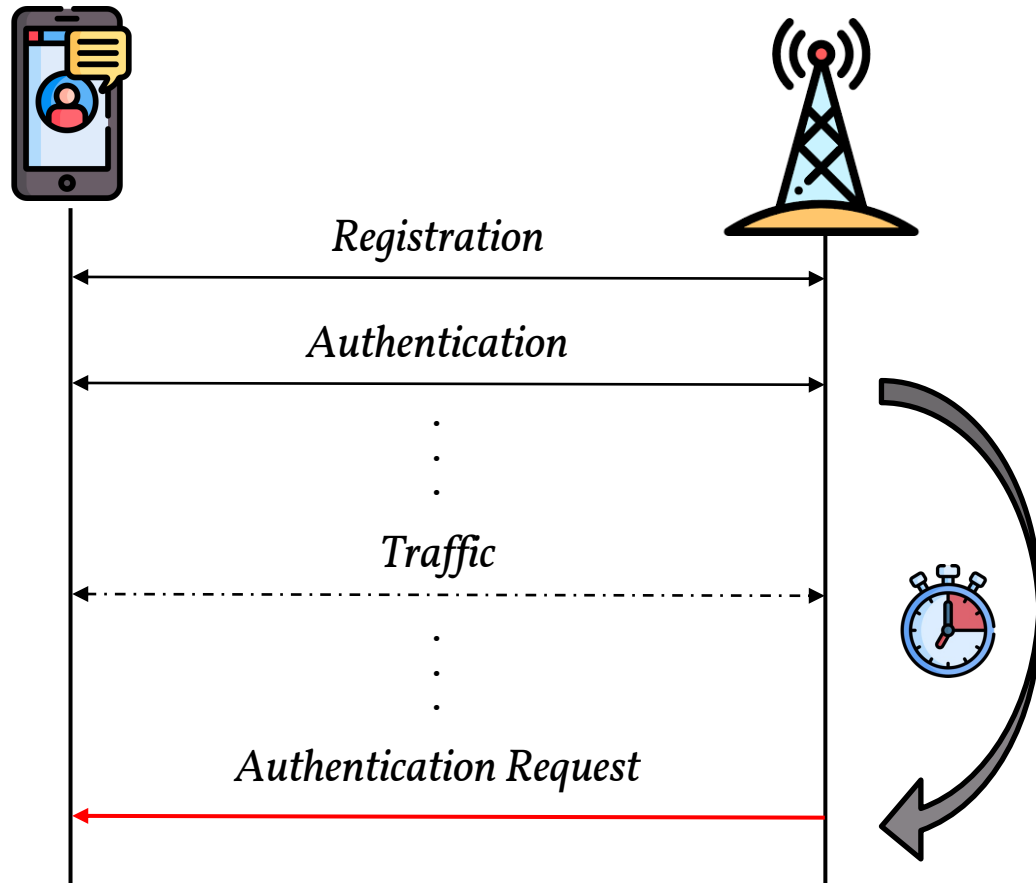 Registration
Authentication
Traffic
Authentication Request